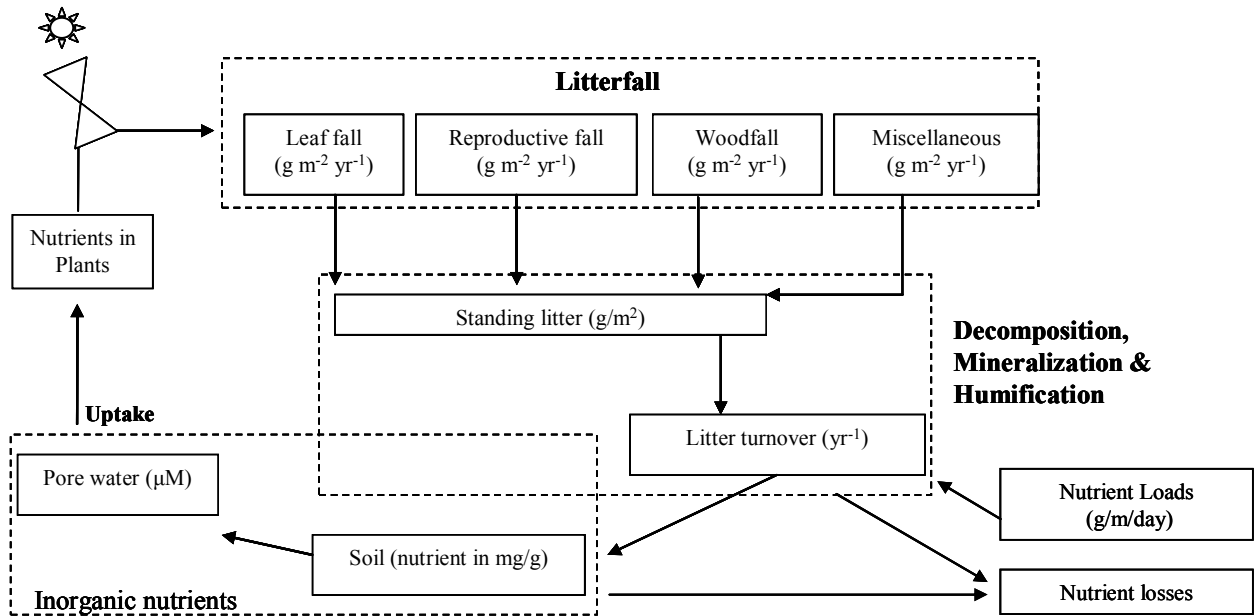 Litterfall
Leaf fall
(g m⁻² yr⁻¹)
Reproductive fall
(g m⁻² yr⁻¹)
Woodfall
(g m⁻² yr⁻¹)
Miscellaneous
(g m⁻² yr⁻¹)
Nutrients in
Plants
Standing litter (g/m²)
Decomposition,
Mineralization &
Humification
Uptake
Litter turnover (yr⁻¹)
Pore water (μM)
Nutrient Loads
(g/m/day)
Soil (nutrient in mg/g)
Inorganic nutrients
Nutrient losses